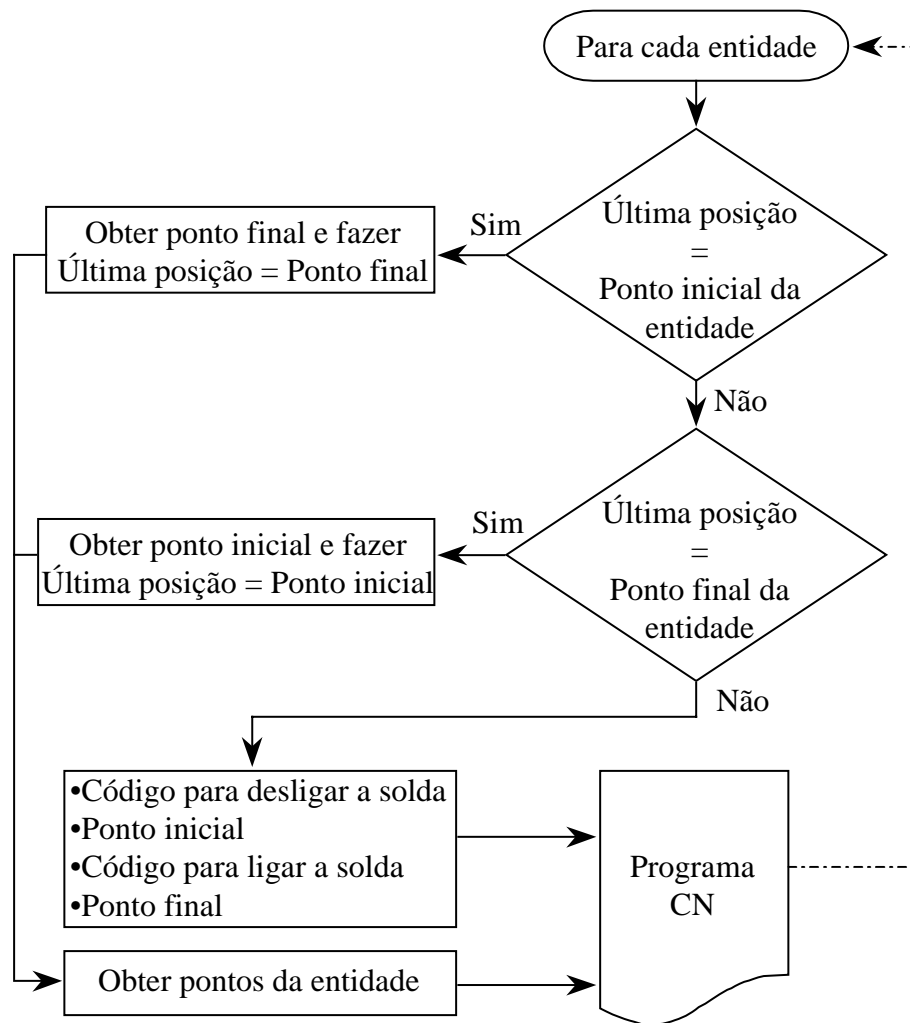 Para cada entidade
Última posição
=
Ponto inicial da
entidade
Sim
Obter ponto final e fazer
Última posição = Ponto final
Não
Última posição
=
Ponto final da
entidade
Sim
Obter ponto inicial e fazer
Última posição = Ponto inicial
Não
•Código para desligar a solda
•Ponto inicial
•Código para ligar a solda
•Ponto final
Programa
CN
Obter pontos da entidade